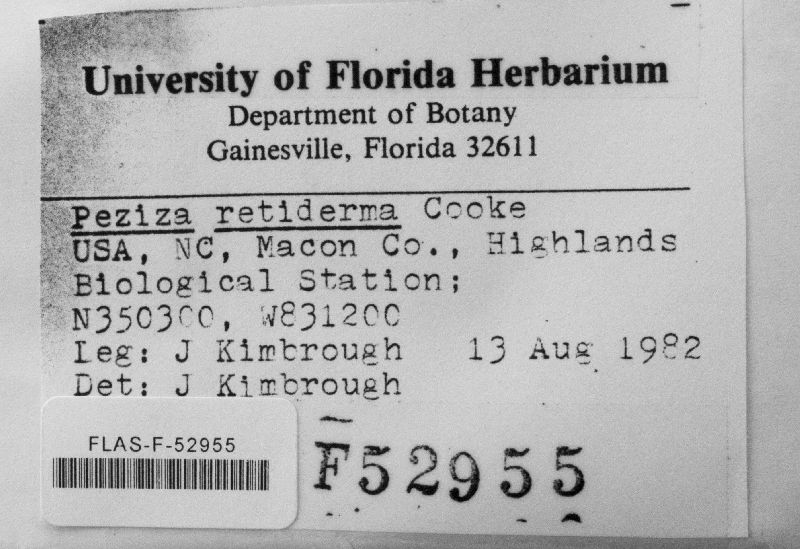 University of Florida Herbarium
Department of Botany
Gainesville, Florida 32611
Peziza retiderma Cooke
USA, NC, Macon Co., Highlands
Biological Station;
N350300, W831200
Leg: J Kimbrough 13 Aug 1982
Det: J Kimbrough
FLAS-F-52955
F52955